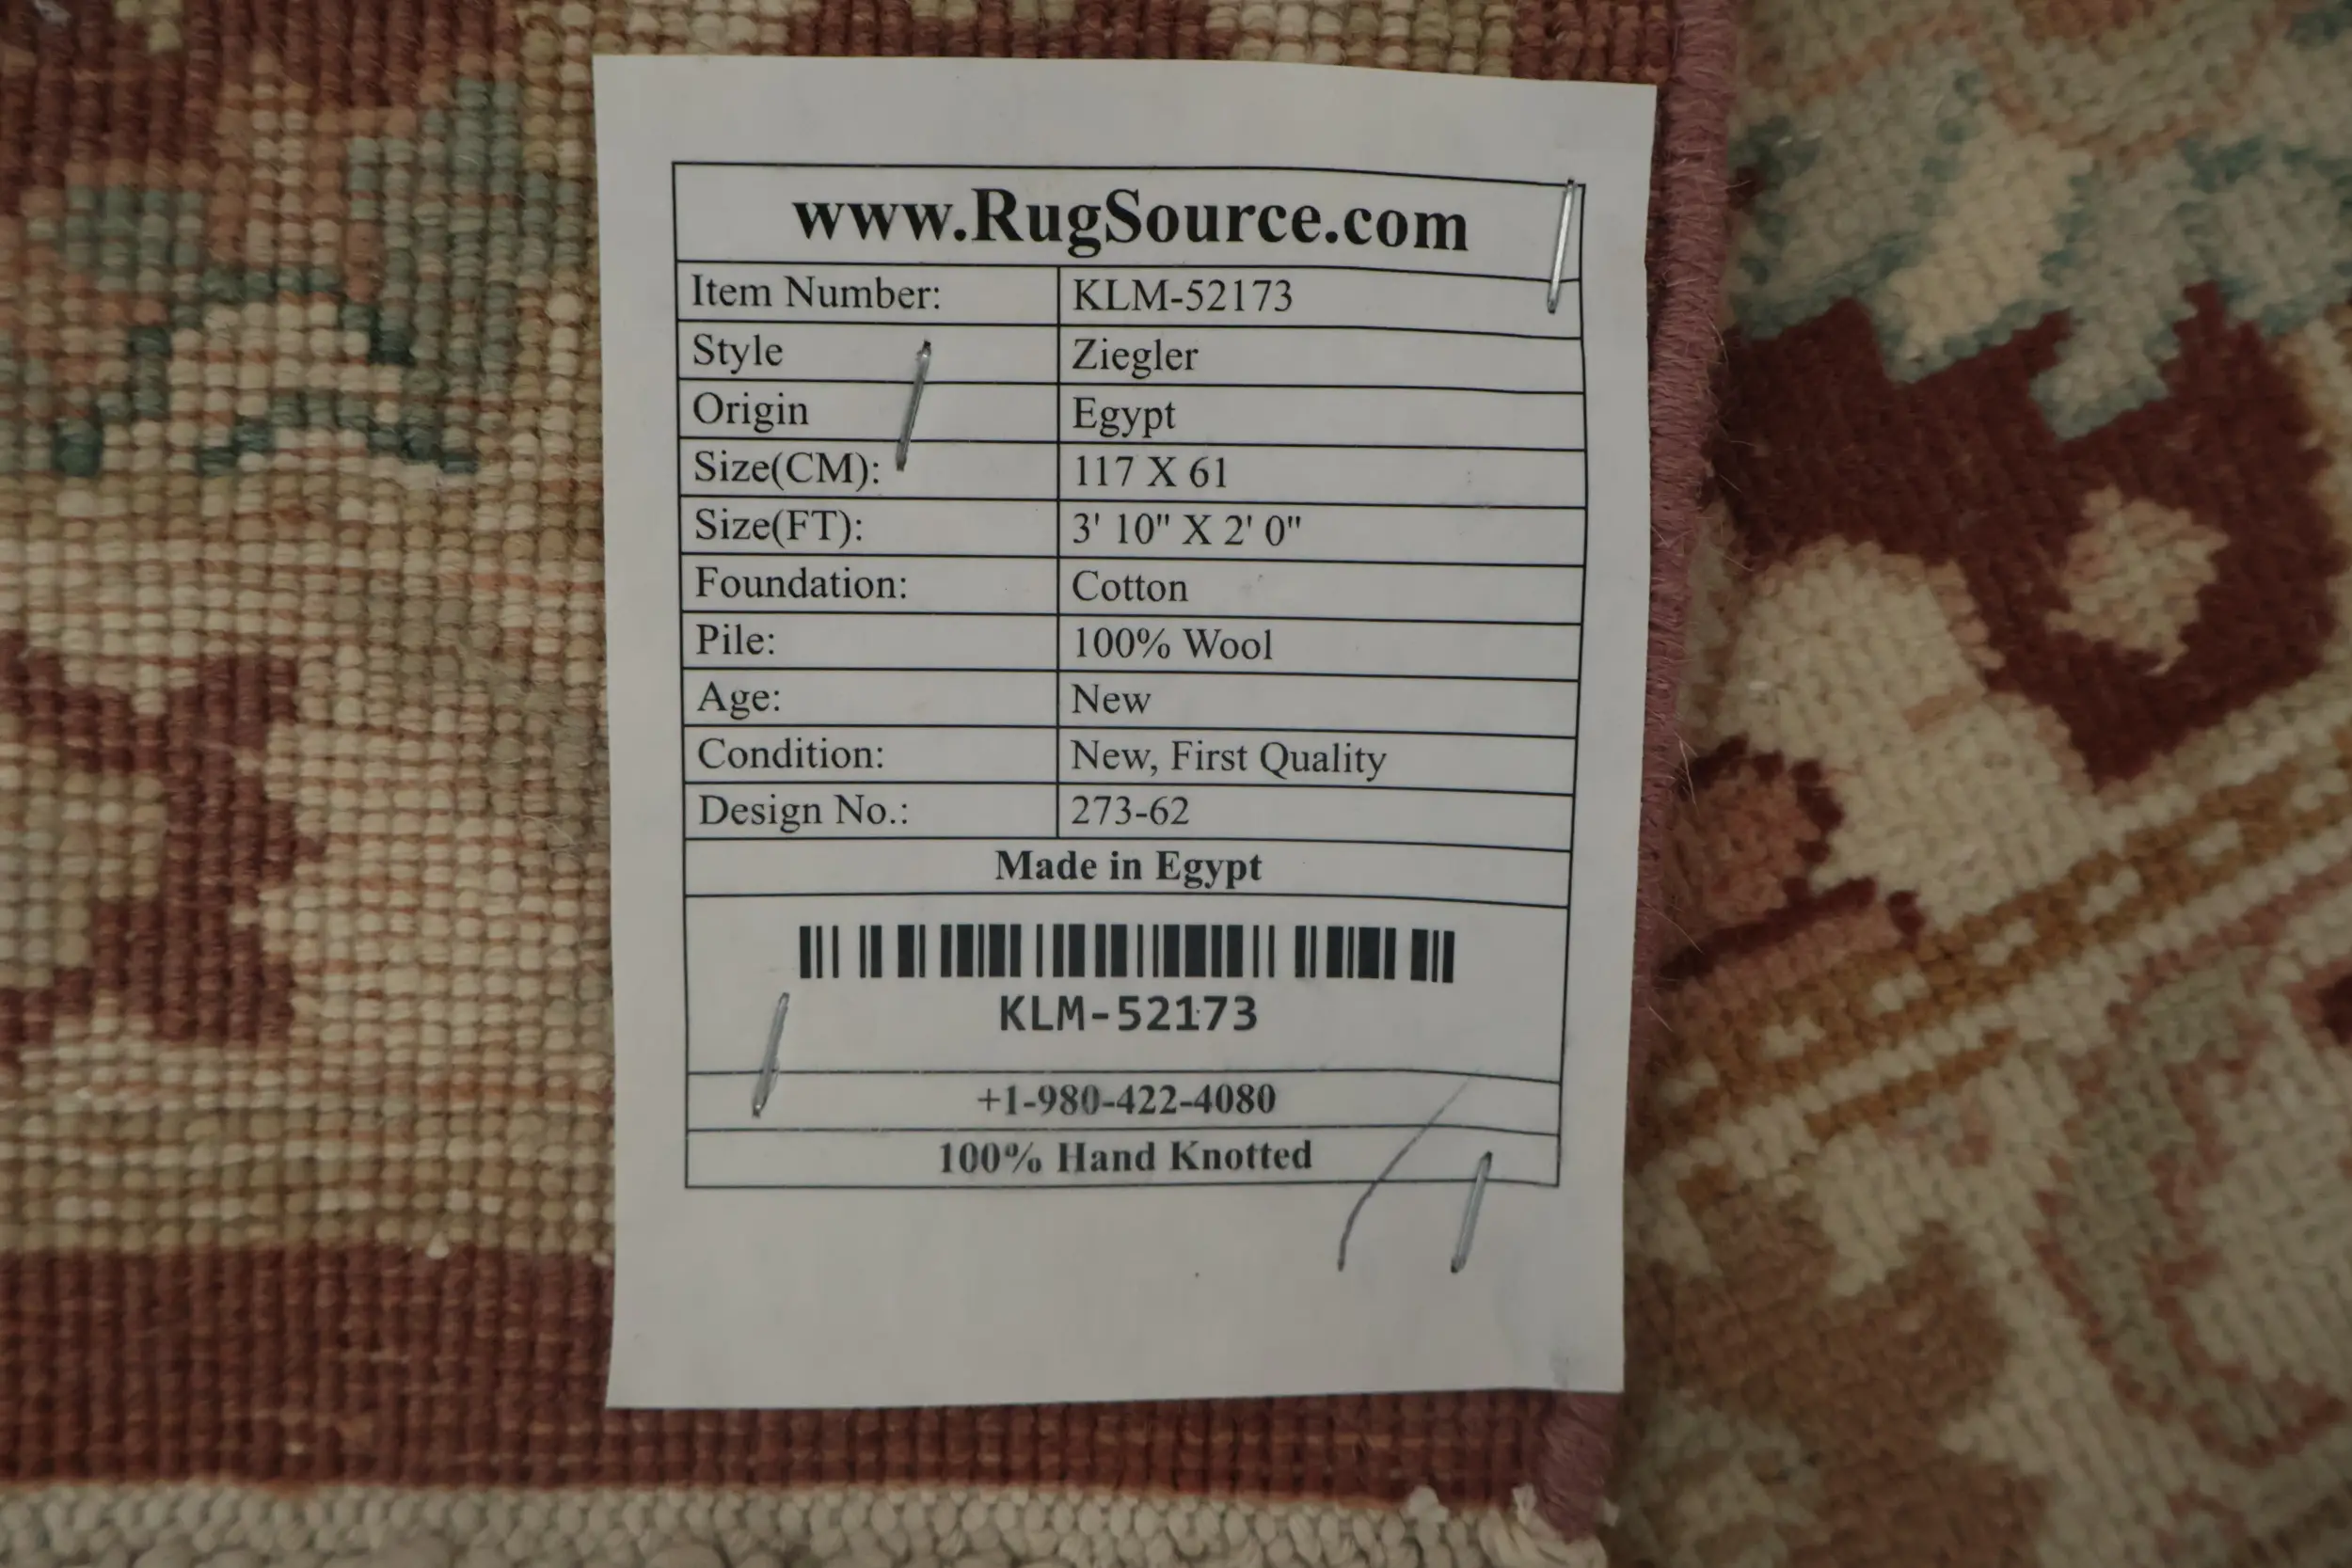 www.RugSource.com
Item Number: KLM-52173
Style Ziegler
Origin Egypt
Size(CM): 117 X 61
Size(FT): 3' 10" X 2' 0"
Foundation: Cotton
Pile: 100% Wool
Age: New
Condition: New, First Quality
Design No.: 273-62
Made in Egypt
KLM-52173
+1-980-422-4080
100% Hand Knotted